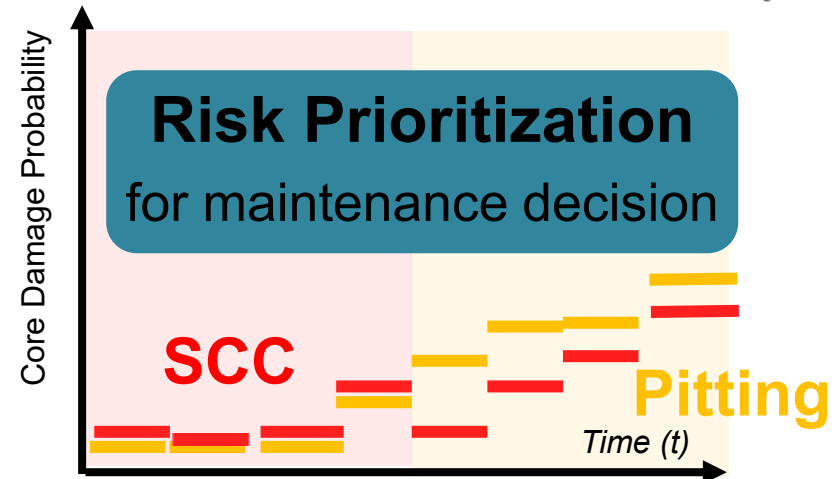 Core Damage Probability
Risk Prioritization
for maintenance decision
SCC
Pitting
Time (t)